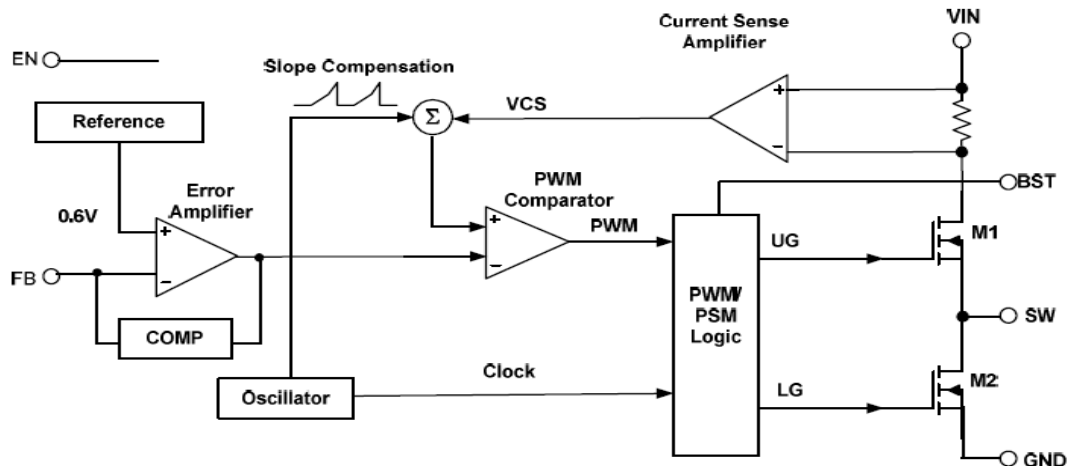 Current Sense
Amplifier
VIN
EN
Slope Compensation
Reference
Σ
VCS
+
−
BST
Error
Amplifier
PWM
Comparator
0.6V
+
+
PWM
UG
M1
FB
−
−
PWM/
PSM
Logic
SW
COMP
Clock
M2
Oscillator
LG
GND